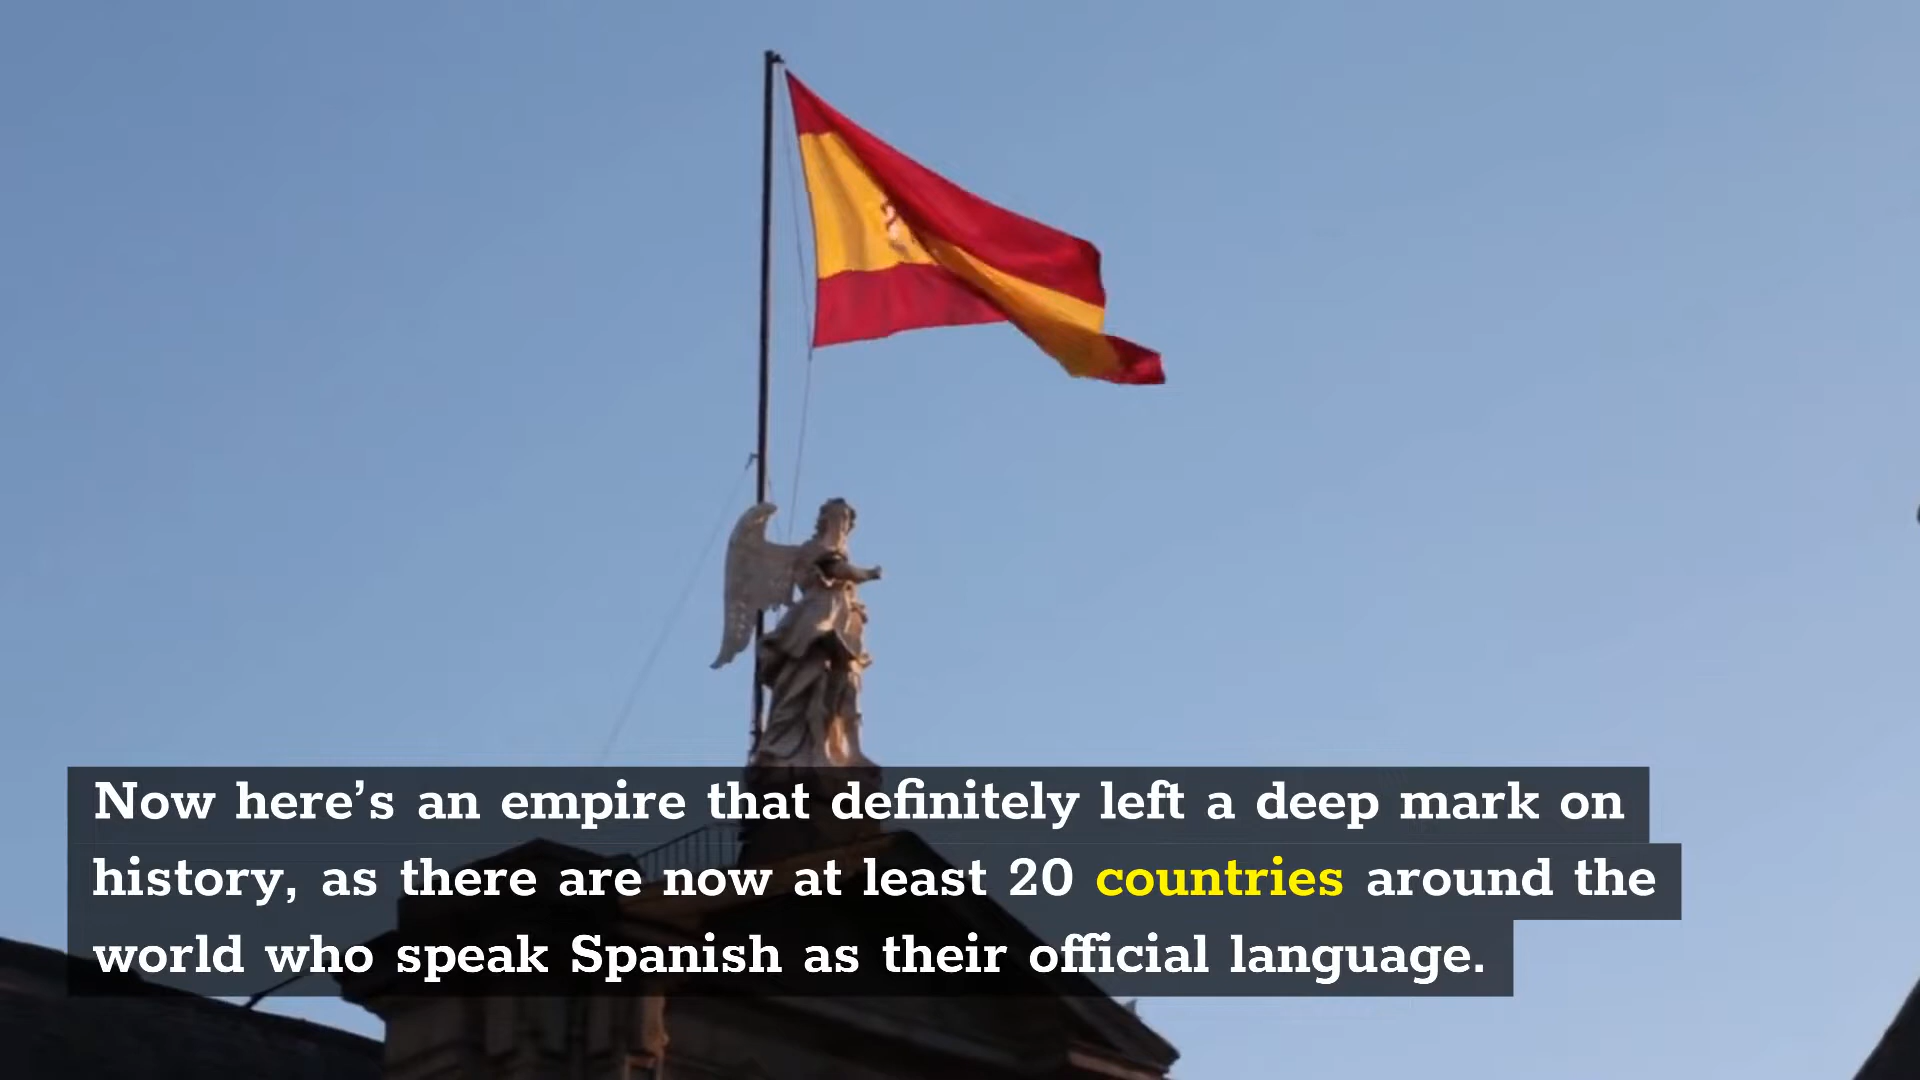 Now here’s an empire that definitely left a deep mark on
history, as there are now at least 20 countries around the
world who speak Spanish as their official language.